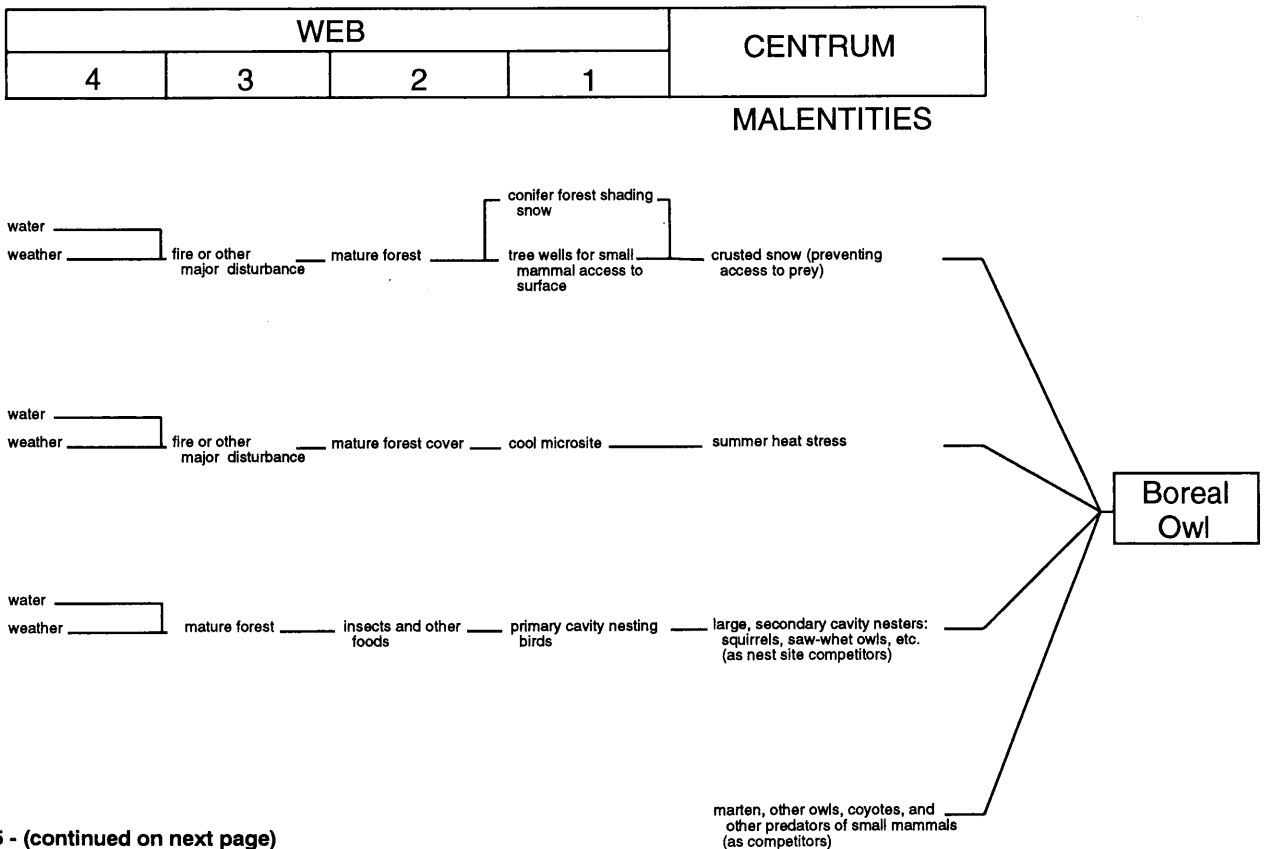 WEB
CENTRUM
4 3 2 1
MALENTITIES
conifer forest shading
snow
water
weather
fire or other
major disturbance
mature forest
tree wells for small
mammal access to
surface
crusted snow (preventing
access to prey)
water
weather
fire or other
major disturbance
mature forest cover
cool microsite
summer heat stress
Boreal
Owl
water
weather
mature forest
insects and other
foods
primary cavity nesting
birds
large, secondary cavity nesters:
squirrels, saw-whet owls, etc.
(as nest site competitors)
marten, other owls, coyotes, and
other predators of small mammals
(as competitors)
- (continued on next page)